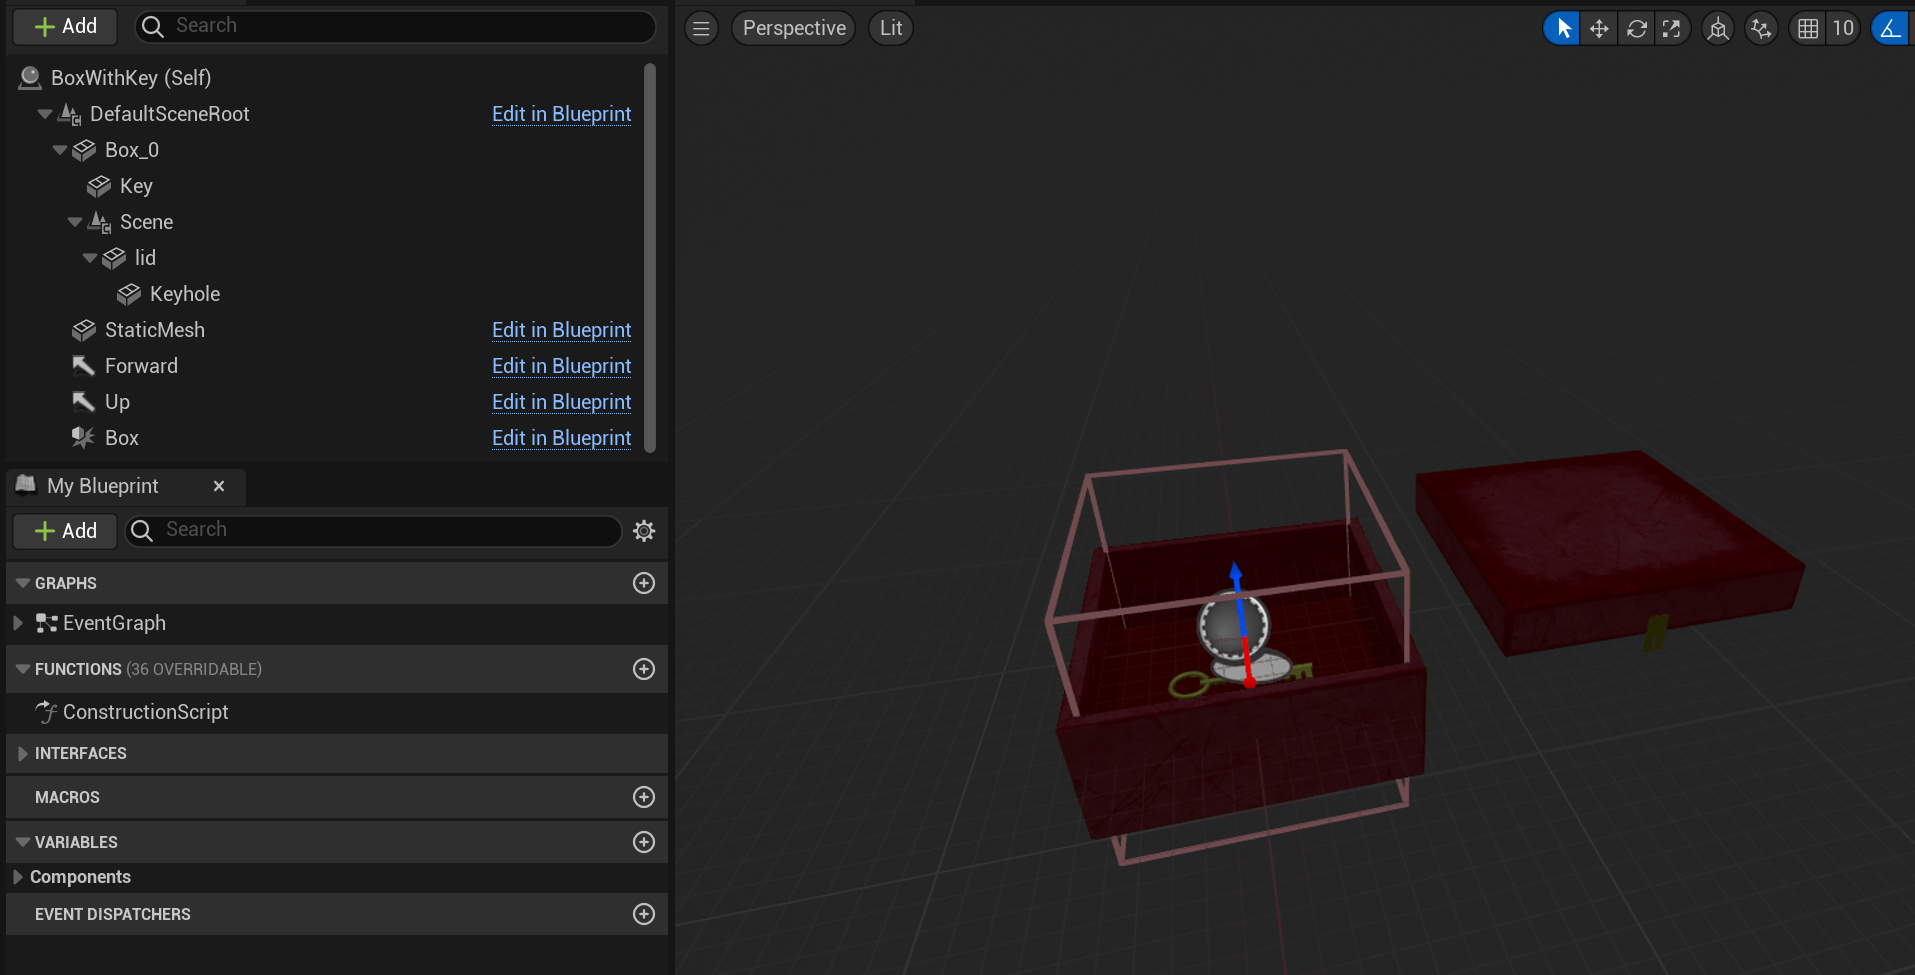 Add
Search
BoxWithKey (Self)
DefaultSceneRoot Edit in Blueprint
Box_0
Key
Scene
lid
Keyhole
StaticMesh Edit in Blueprint
Forward Edit in Blueprint
Up Edit in Blueprint
Box Edit in Blueprint
My Blueprint
Add
Search
GRAPHS
EventGraph
FUNCTIONS (36 OVERRIDABLE)
ConstructionScript
INTERFACES
MACROS
VARIABLES
Components
EVENT DISPATCHERS
Perspective
Lit
10